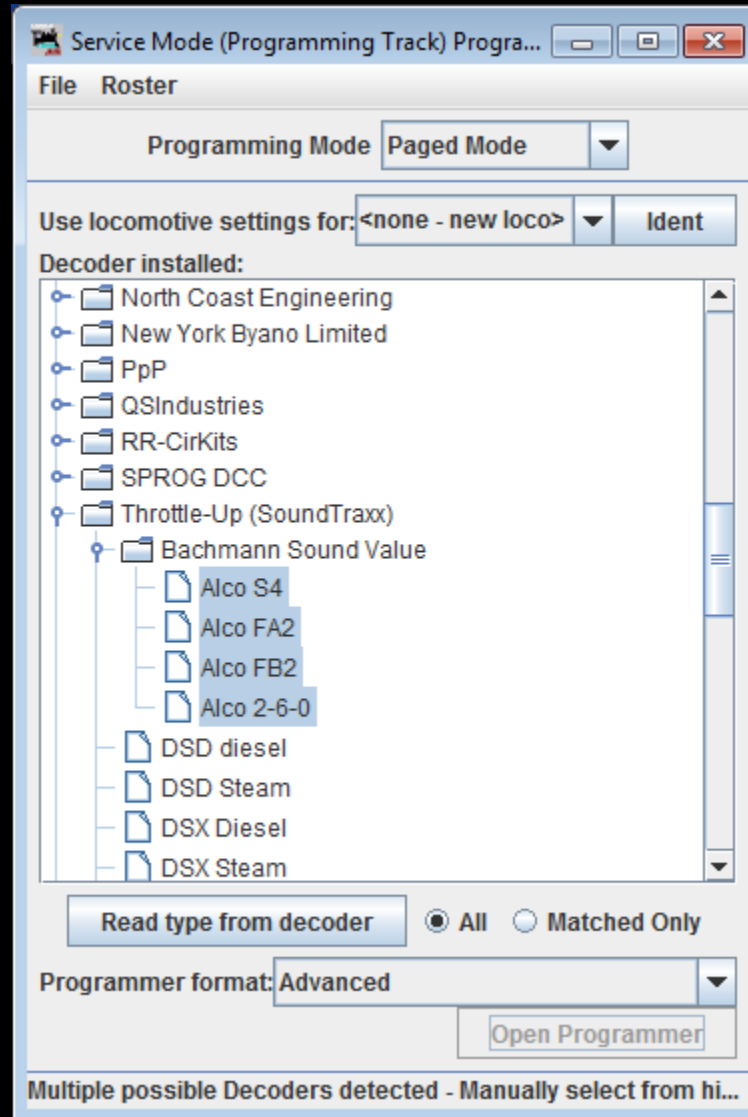 Service Mode (Programming Track) Progra...
File Roster
Programming Mode Paged Mode
Use locomotive settings for: <none - new loco> Ident
Decoder installed:
North Coast Engineering
New York Byano Limited
PpP
QSIndustries
RR-CirKits
SPROG DCC
Throttle-Up (SoundTraxx)
Bachmann Sound Value
Alco S4
Alco FA2
Alco FB2
Alco 2-6-0
DSD diesel
DSD Steam
DSX Diesel
DSX Steam
Read type from decoder All Matched Only
Programmer format: Advanced
Open Programmer
Multiple possible Decoders detected - Manually select from hi...